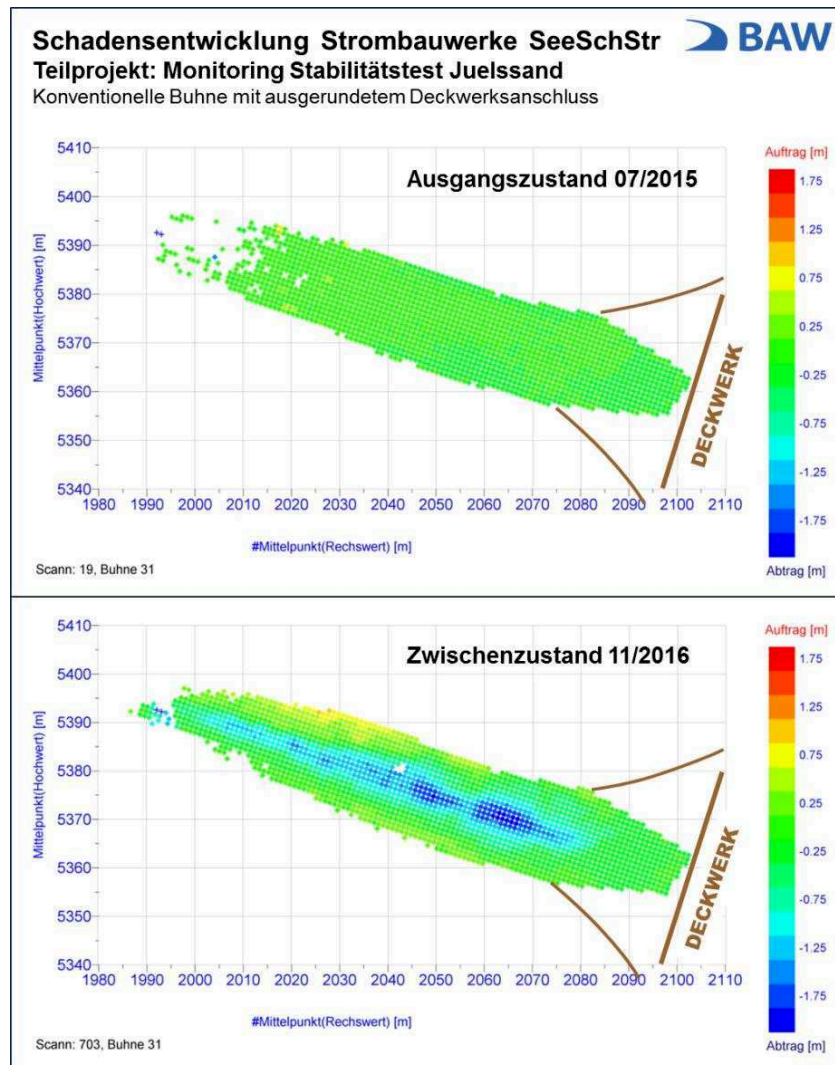 Schadensentwicklung Strombauwerke SeeSchStr
BAW
Teilprojekt: Monitoring Stabilitätstest Juelssand
Konventionelle Buhne mit ausgerundetem Deckwerksanschluss
Ausgangszustand 07/2015
Auftrag [m]
1.75
1.25
0.75
0.25
-0.25
-0.75
-1.25
-1.75
Abtrag [m]
Mittelpunkt(Hochwert) [m]
5410
5400
5390
5380
5370
5360
5350
5340
1980 1990 2000 2010 2020 2030 2040 2050 2060 2070 2080 2090 2100 2110
#Mittelpunkt(Rechswert) [m]
DECKWERK
Scann: 19, Buhne 31
Zwischenzustand 11/2016
Auftrag [m]
1.75
1.25
0.75
0.25
-0.25
-0.75
-1.25
-1.75
Abtrag [m]
Mittelpunkt(Hochwert) [m]
5410
5400
5390
5380
5370
5360
5350
5340
1980 1990 2000 2010 2020 2030 2040 2050 2060 2070 2080 2090 2100 2110
#Mittelpunkt(Rechswert) [m]
DECKWERK
Scann: 703, Buhne 31